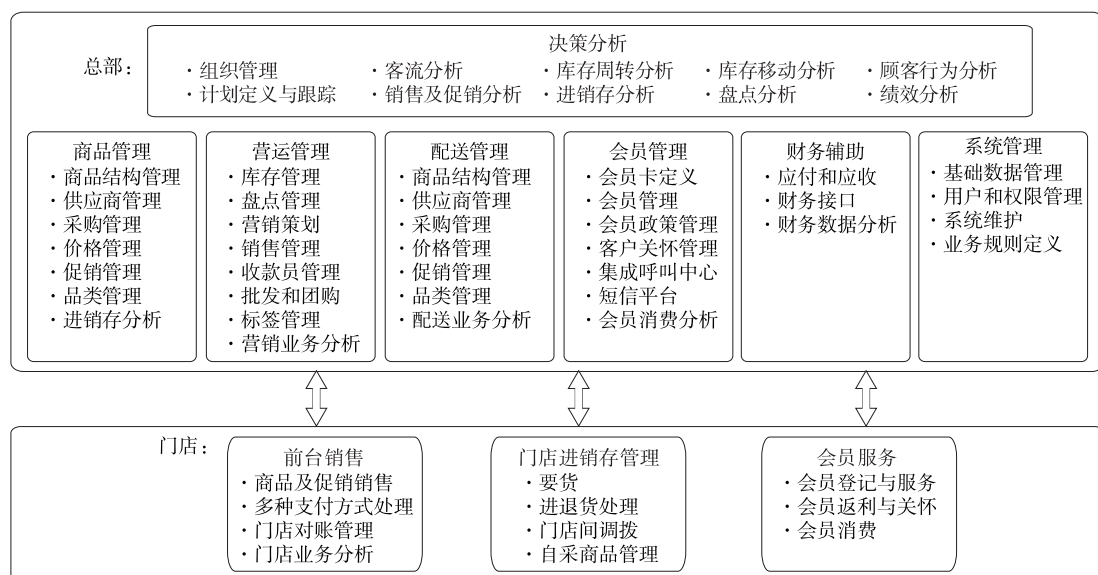 决策分析
总部：
·组织管理 ·客流分析 ·库存周转分析 ·库存移动分析 ·顾客行为分析
·计划定义与跟踪 ·销售及促销分析 ·进销存分析 ·盘点分析 ·绩效分析
商品管理
·商品结构管理
·供应商管理
·采购管理
·价格管理
·促销管理
·品类管理
·进销存分析
营运管理
·库存管理
·盘点管理
·营销策划
·销售管理
·收款员管理
·批发和团购
·标签管理
·营销业务分析
配送管理
·商品结构管理
·供应商管理
·采购管理
·价格管理
·促销管理
·品类管理
·配送业务分析
会员管理
·会员卡定义
·会员管理
·会员政策管理
·客户关怀管理
·集成呼叫中心
·短信平台
·会员消费分析
财务辅助
·应付和应收
·财务接口
·财务数据分析
系统管理
·基础数据管理
·用户和权限管理
·系统维护
·业务规则定义
门店：
前台销售
·商品及促销销售
·多种支付方式处理
·门店对账管理
·门店业务分析
门店进销存管理
·要货
·进退货处理
·门店间调拨
·自采商品管理
会员服务
·会员登记与服务
·会员返利与关怀
·会员消费